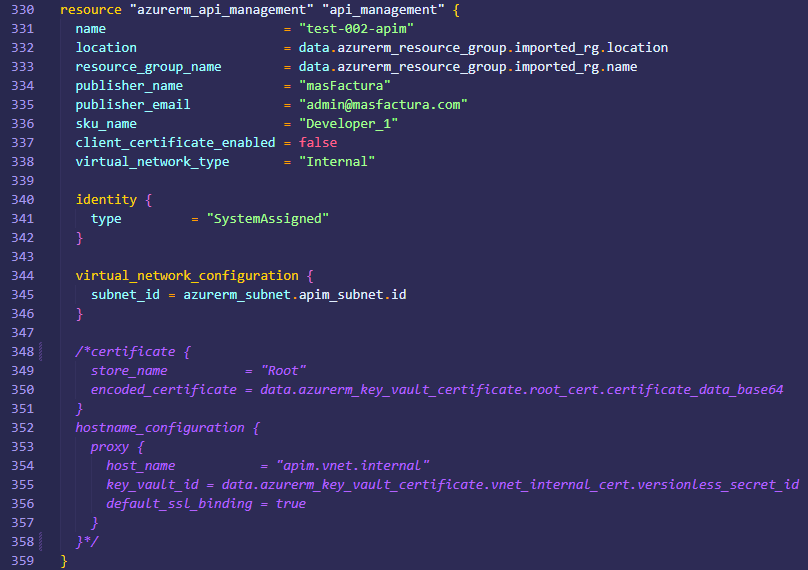 330 resource "azurerm_api_management" "api_management" {
331   name                       = "test-002-apim"
332   location                   = data.azurerm_resource_group.imported_rg.location
333   resource_group_name        = data.azurerm_resource_group.imported_rg.name
334   publisher_name             = "masFactura"
335   publisher_email            = "admin@masfactura.com"
336   sku_name                   = "Developer_1"
337   client_certificate_enabled = false
338   virtual_network_type       = "Internal"
339
340   identity {
341     type         = "SystemAssigned"
342   }
343
344   virtual_network_configuration {
345     subnet_id = azurerm_subnet.apim_subnet.id
346   }
347
348   /*certificate {
349     store_name          = "Root"
350     encoded_certificate = data.azurerm_key_vault_certificate.root_cert.certificate_data_base64
351   }
352   hostname_configuration {
353     proxy {
354       host_name           = "apim.vnet.internal"
355       key_vault_id = data.azurerm_key_vault_certificate.vnet_internal_cert.versionless_secret_id
356       default_ssl_binding = true
357     }
358   }*/
359 }